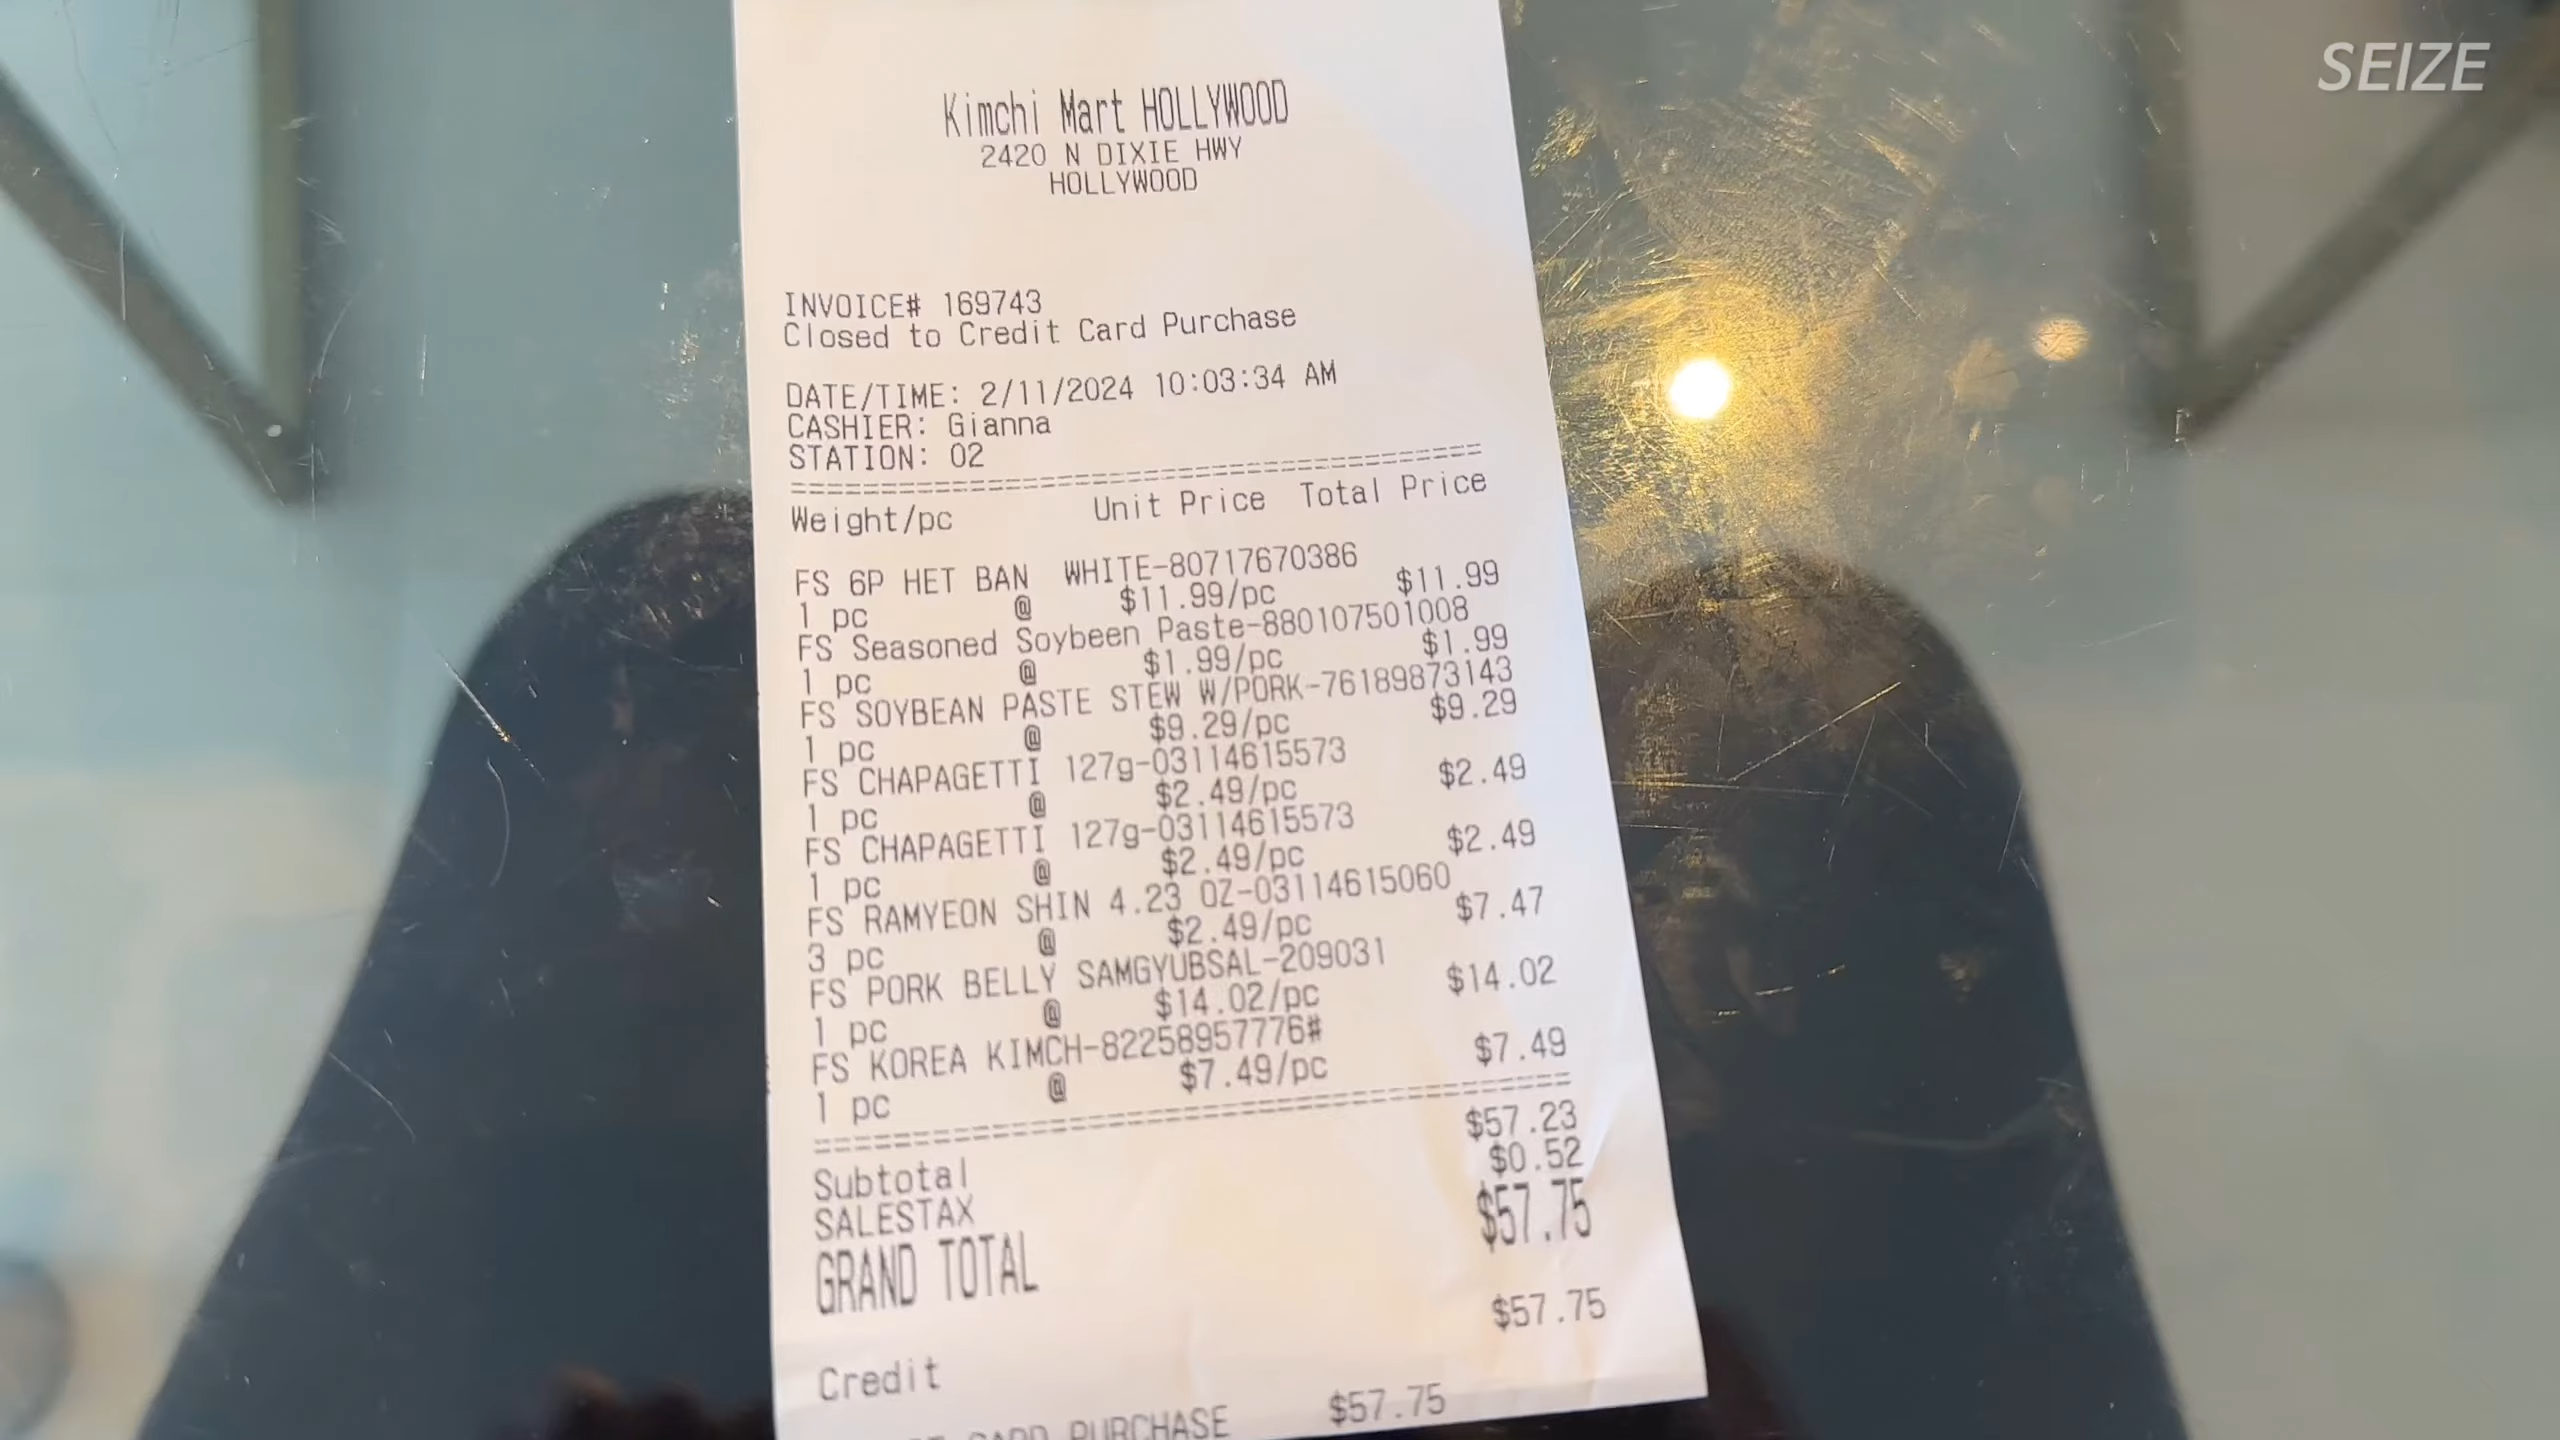 SEIZE
Kimchi Mart HOLLYWOOD
2420 N DIXIE HWY
HOLLYWOOD
INVOICE# 169743
Closed to Credit Card Purchase
DATE/TIME: 2/11/2024 10:03:34 AM
CASHIER: Gianna
STATION: 02
========================================
Weight/pc Unit Price Total Price
FS 6P HET BAN WHITE-80717670386
1 pc @ $11.99/pc $11.99
FS Seasoned Soybeen Paste-880107501008
1 pc @ $1.99/pc $1.99
FS SOYBEAN PASTE STEW W/PORK-76189873143
1 pc @ $9.29/pc $9.29
FS CHAPAGETTI 127g-03114615573
1 pc @ $2.49/pc $2.49
FS CHAPAGETTI 127g-03114615573
1 pc @ $2.49/pc $2.49
FS RAMYEON SHIN 4.23 OZ-03114615060
3 pc @ $2.49/pc $7.47
FS PORK BELLY SAMGYUBSAL-209031
1 pc @ $14.02/pc $14.02
FS KOREA KIMCH-82258957776#
1 pc @ $7.49/pc $7.49
========================================
Subtotal $57.23
SALESTAX $0.52
GRAND TOTAL $57.75
Credit $57.75
CARD PURCHASE $57.75